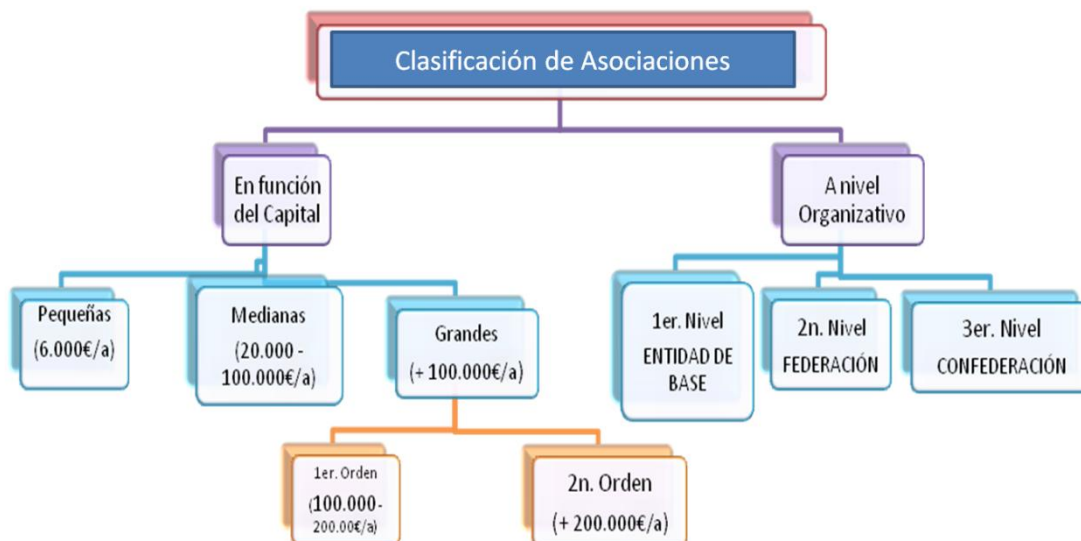 Clasificación de Asociaciones
En función
del Capital
A nivel
Organizativo
Pequeñas
(6.000€/a)
Medianas
(20.000 -
100.000€/a)
Grandes
(+ 100.000€/a)
1er. Nivel
ENTIDAD DE
BASE
2n. Nivel
FEDERACIÓN
3er. Nivel
CONFEDERACIÓN
1er. Orden
(100.000-
200.00€/a)
2n. Orden
(+ 200.000€/a)